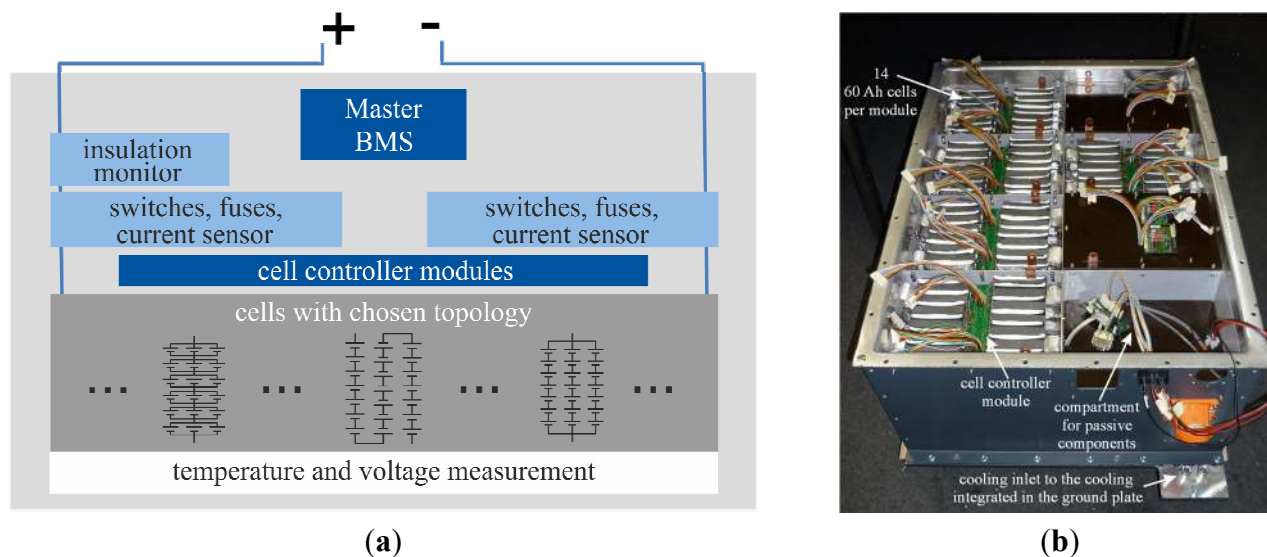 + -
Master
BMS
insulation
monitor
switches, fuses,
current sensor
switches, fuses,
current sensor
cell controller modules
cells with chosen topology
... ... ... ...
temperature and voltage measurement
(a)
14
60 Ah cells
per module
cell controller
module
compartment
for passive
components
cooling inlet to the cooling
integrated in the ground plate
(b)